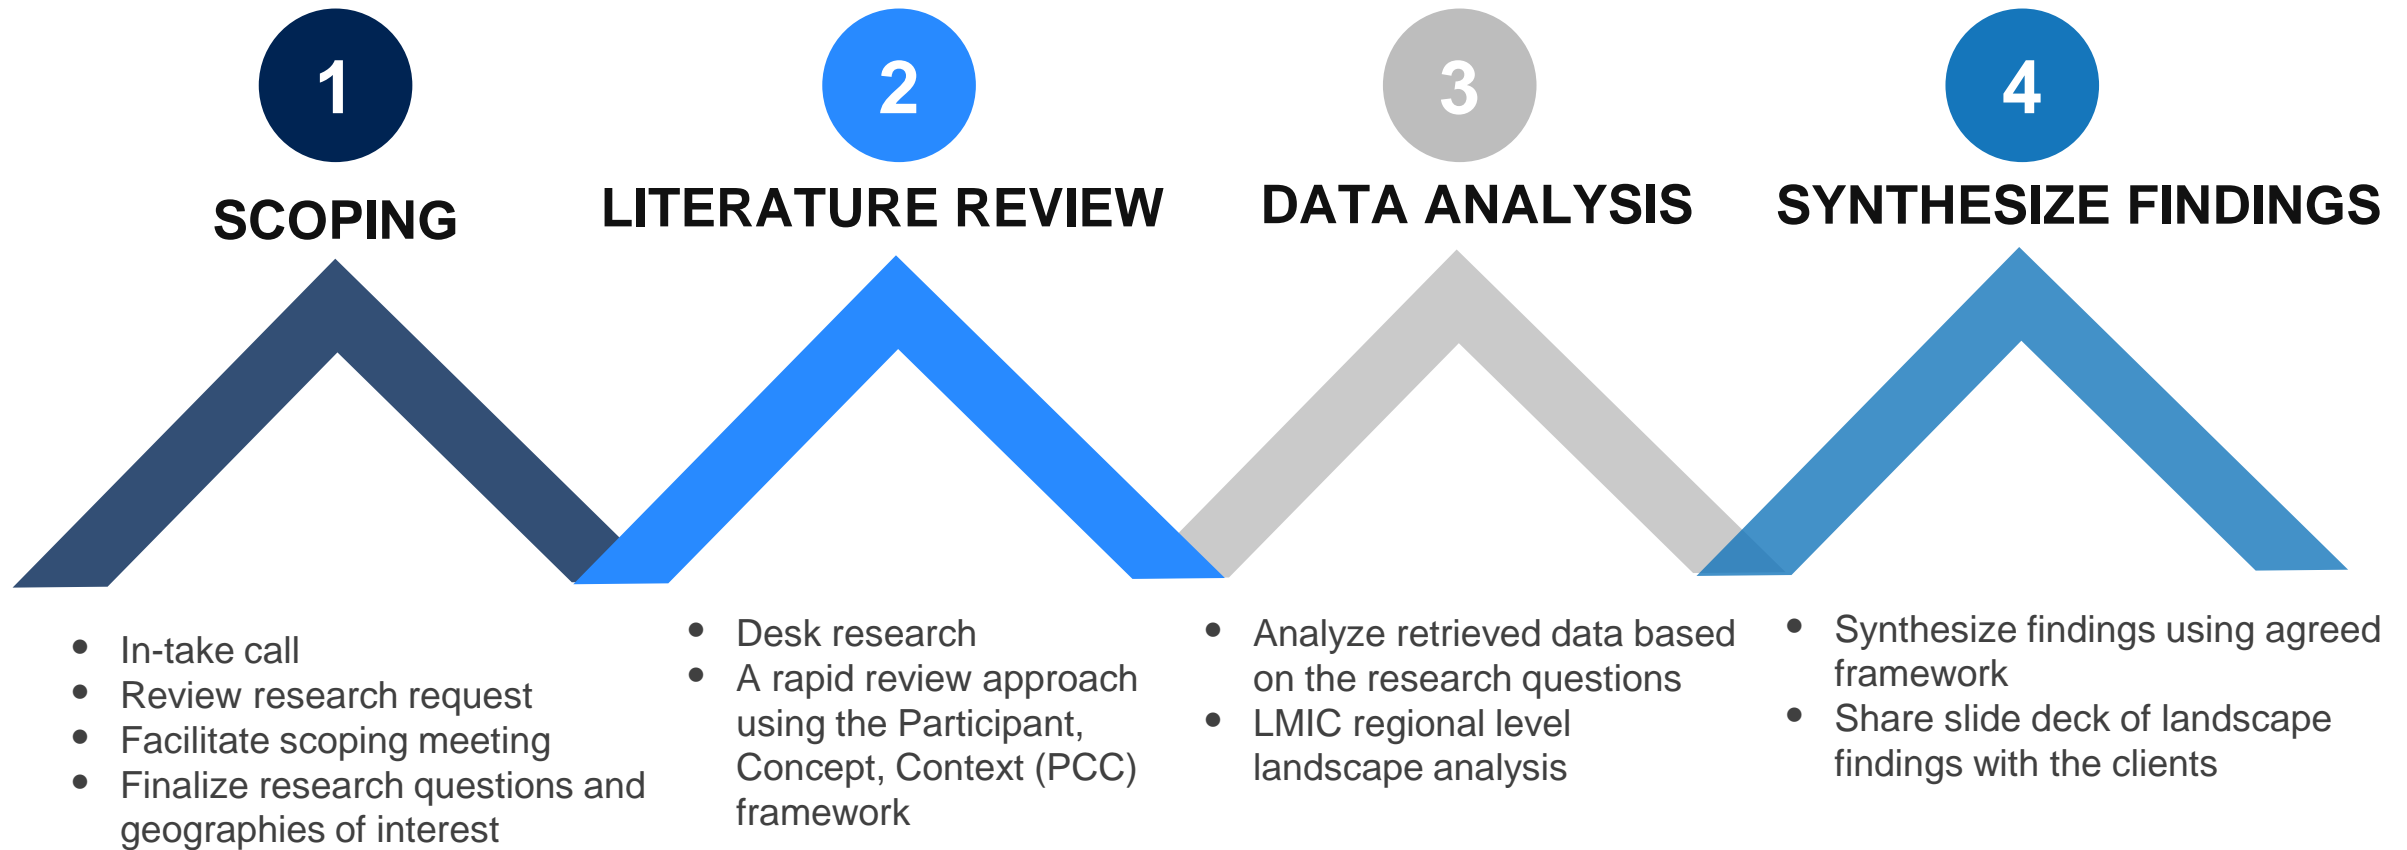 1
SCOPING
• In-take call
• Review research request
• Facilitate scoping meeting
• Finalize research questions and
geographies of interest
2
LITERATURE REVIEW
• Desk research
• A rapid review approach
using the Participant,
Concept, Context (PCC)
framework
3
DATA ANALYSIS
• Analyze retrieved data based
on the research questions
• LMIC regional level
landscape analysis
4
SYNTHESIZE FINDINGS
• Synthesize findings using agreed
framework
• Share slide deck of landscape
findings with the clients